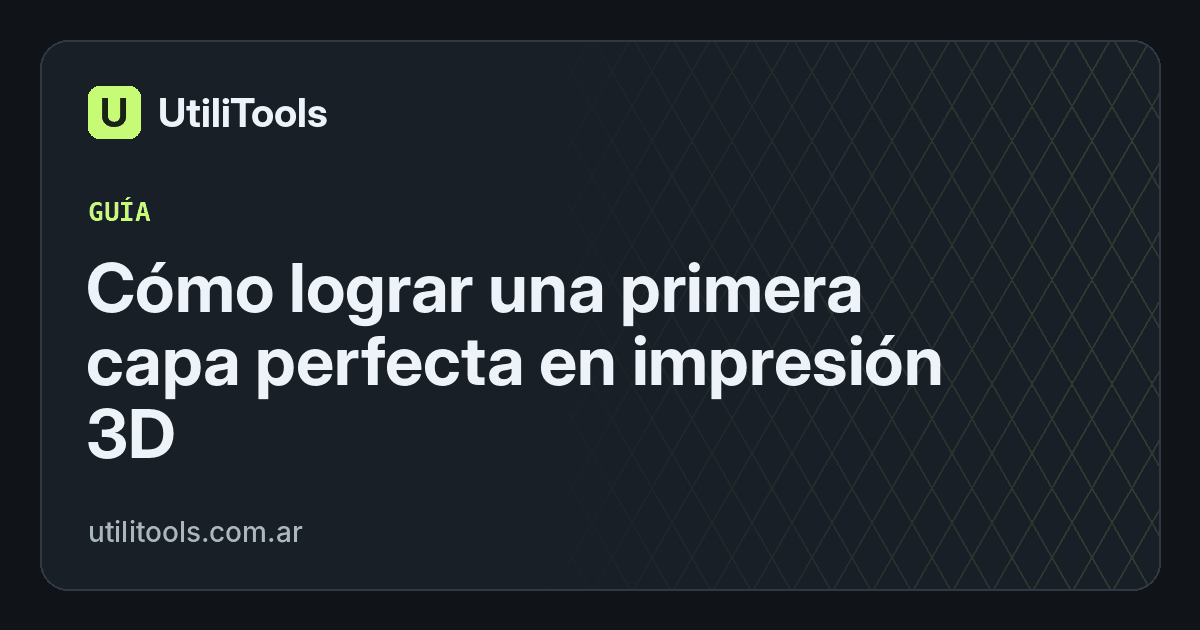 U UtiliTools
GUÍA
Cómo lograr una primera
capa perfecta en impresión
3D
utilitools.com.ar